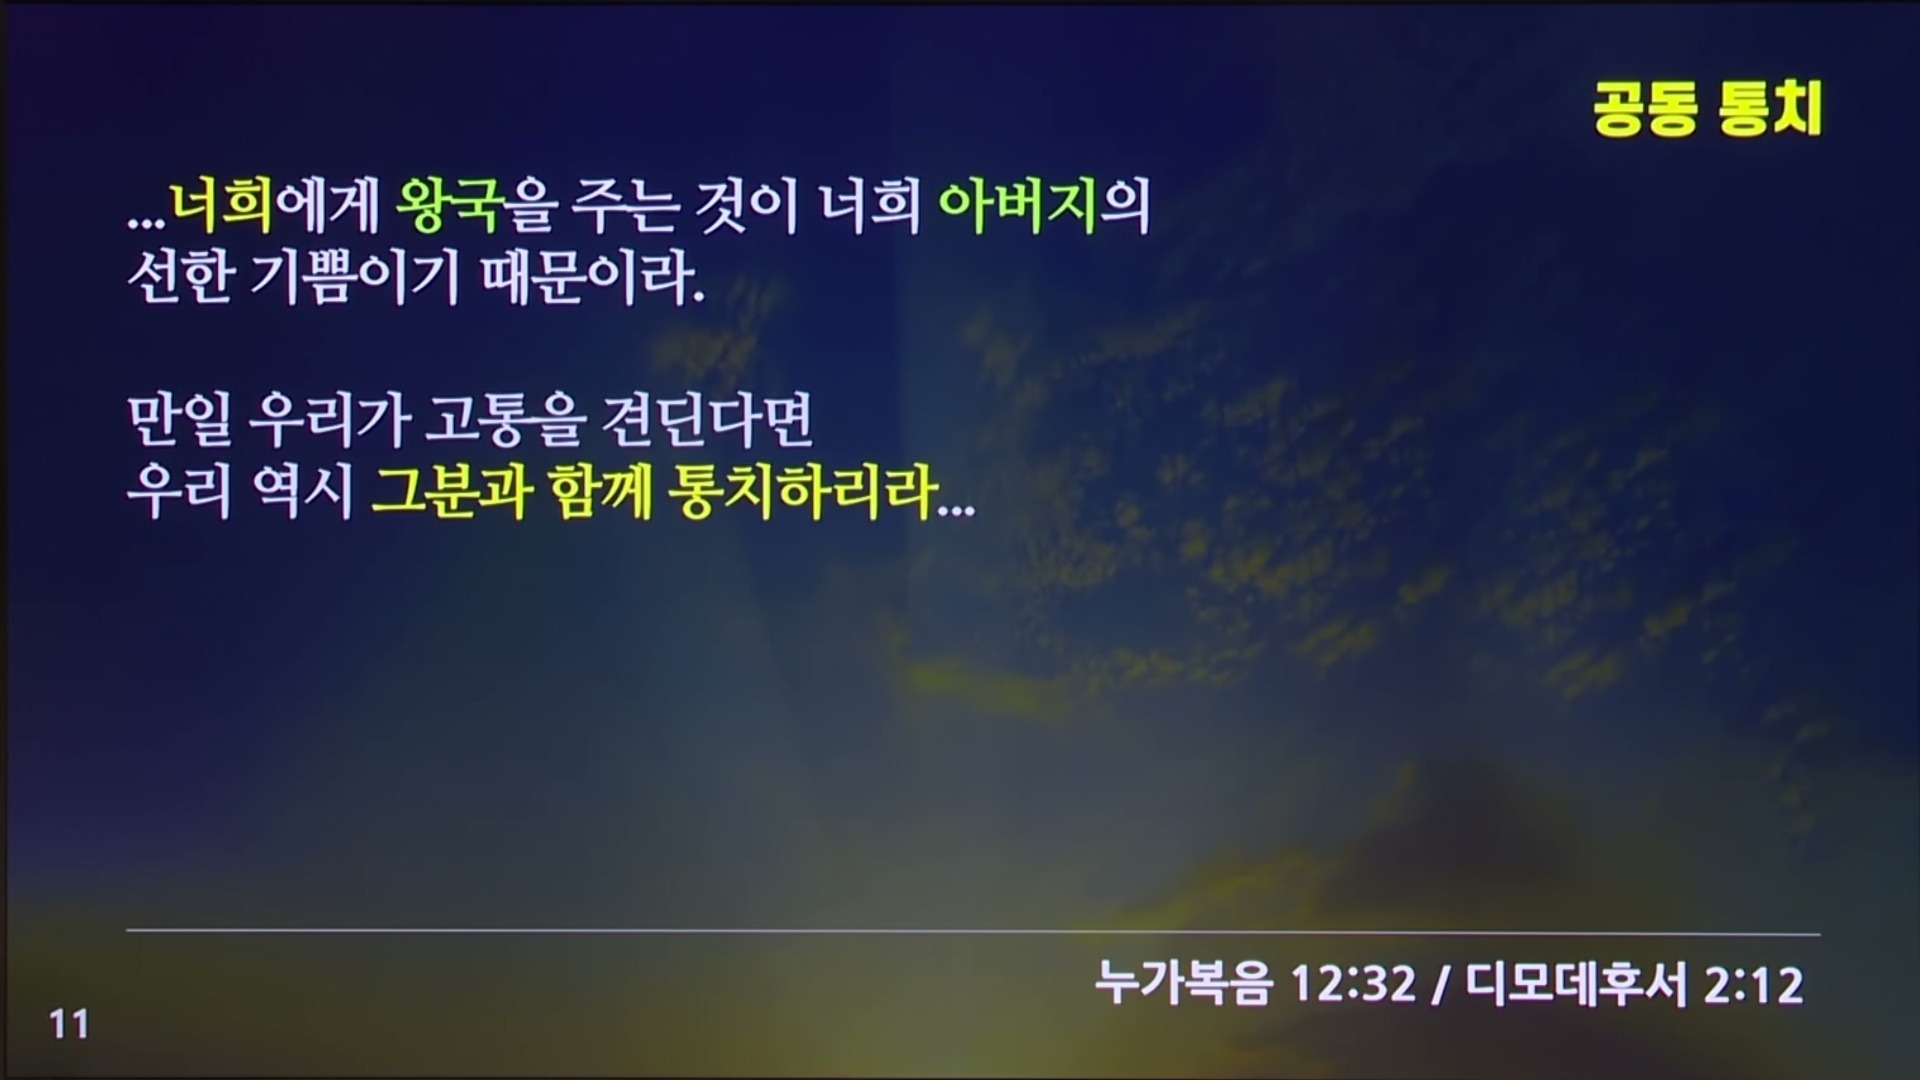 공동 통치
...너희에게 왕국을 주는 것이 너희 아버지의
선한 기쁨이기 때문이라.
만일 우리가 고통을 견딘다면
우리 역시 그분과 함께 통치하리라...
누가복음 12:32 / 디모데후서 2:12
11